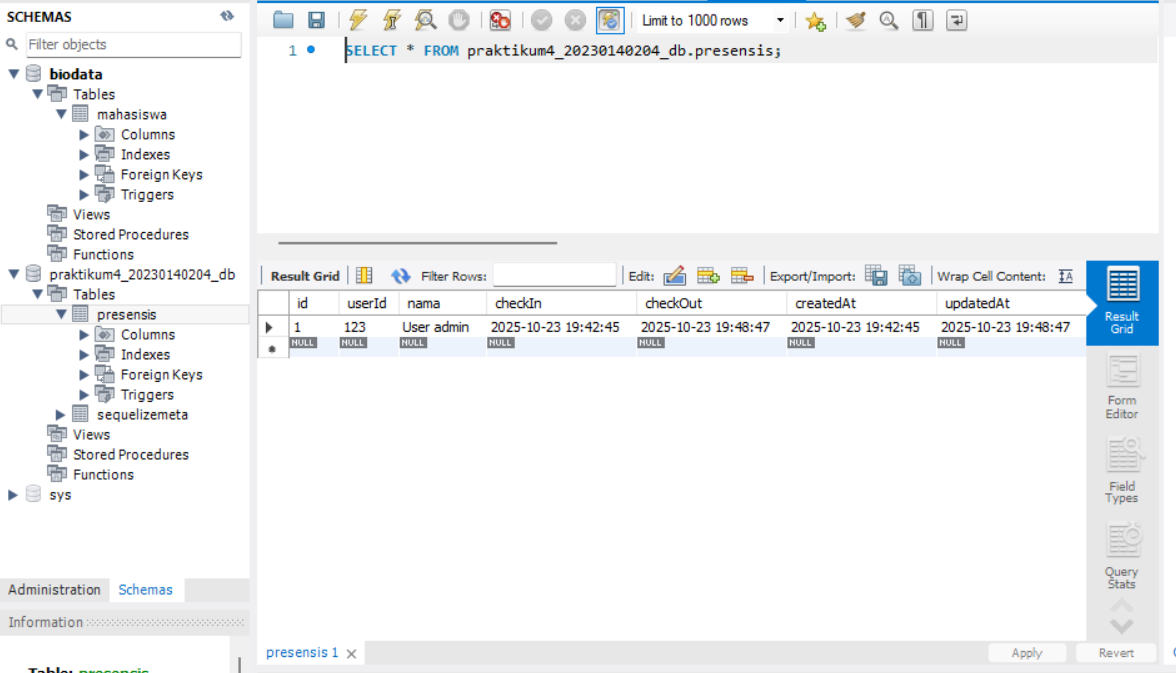 SCHEMAS
Filter objects
biodata
Tables
mahasiswa
Columns
Indexes
Foreign Keys
Triggers
Views
Stored Procedures
Functions
praktikum4_20230140204_db
Tables
presensis
Columns
Indexes
Foreign Keys
Triggers
sequelizemeta
Views
Stored Procedures
Functions
sys
Administration Schemas
Information
Table: presensis
Limit to 1000 rows
1 SELECT * FROM praktikum4_20230140204_db.presensis;
Result Grid Filter Rows: Edit: Export/Import: Wrap Cell Content: IA
id userId nama checkIn checkOut createdAt updatedAt
1 123 User admin 2025-10-23 19:42:45 2025-10-23 19:48:47 2025-10-23 19:42:45 2025-10-23 19:48:47
NULL NULL NULL NULL NULL NULL NULL
Result
Grid
Form
Editor
Field
Types
Query
Stats
presensis 1
Apply Revert